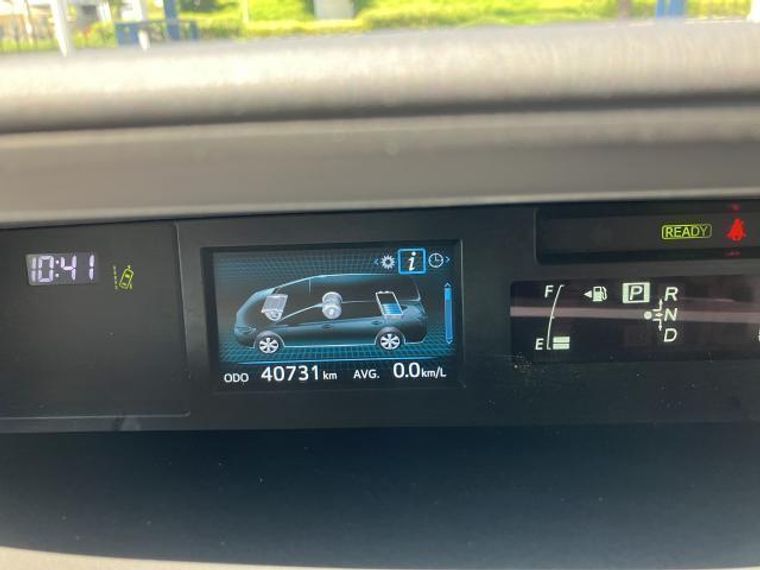 10:41
i
READY
F
P
R
N
D
E
ODO 40731 km AVG. 0.0 km/L